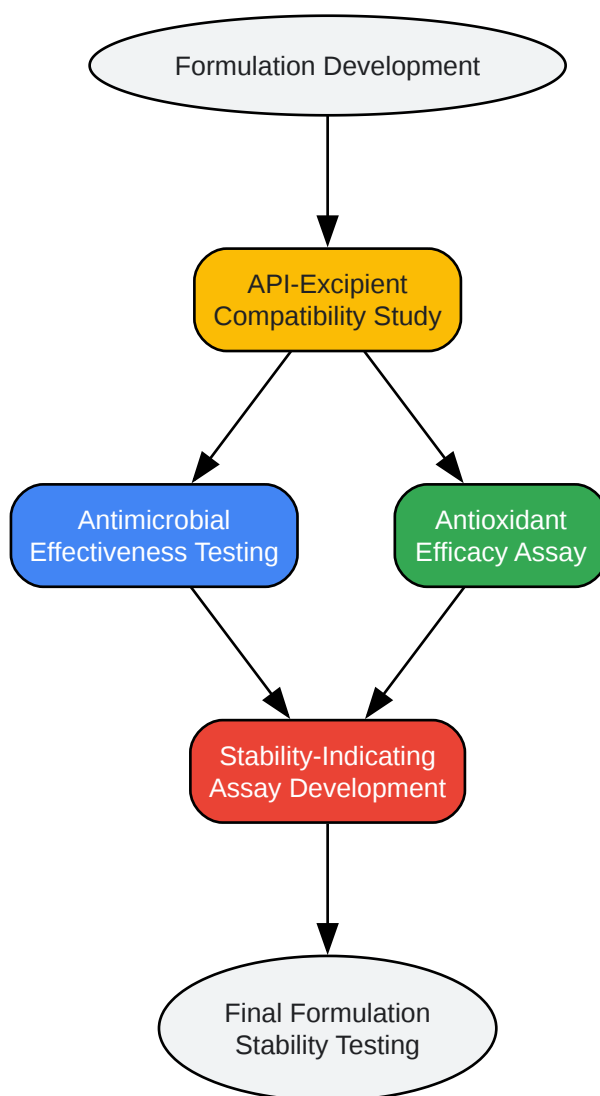 Formulation Development
API-Excipient
Compatibility Study
Antimicrobial
Effectiveness Testing
Antioxidant
Efficacy Assay
Stability-Indicating
Assay Development
Final Formulation
Stability Testing